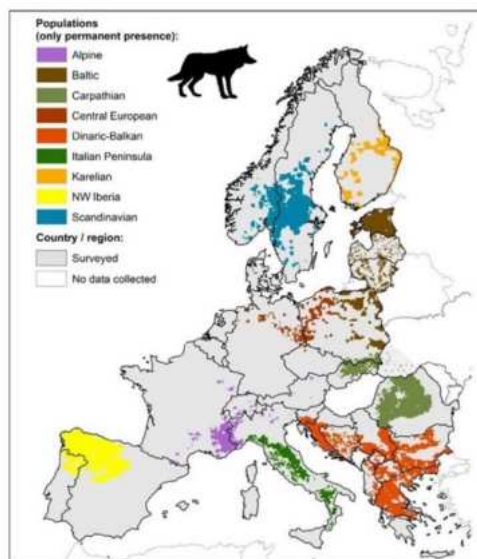 Populations
(only permanent presence):
Alpine
Baltic
Carpathian
Central European
Dinaric-Balkan
Italian Peninsula
Karelian
NW Iberia
Scandinavian
Country / region:
Surveyed
No data collected